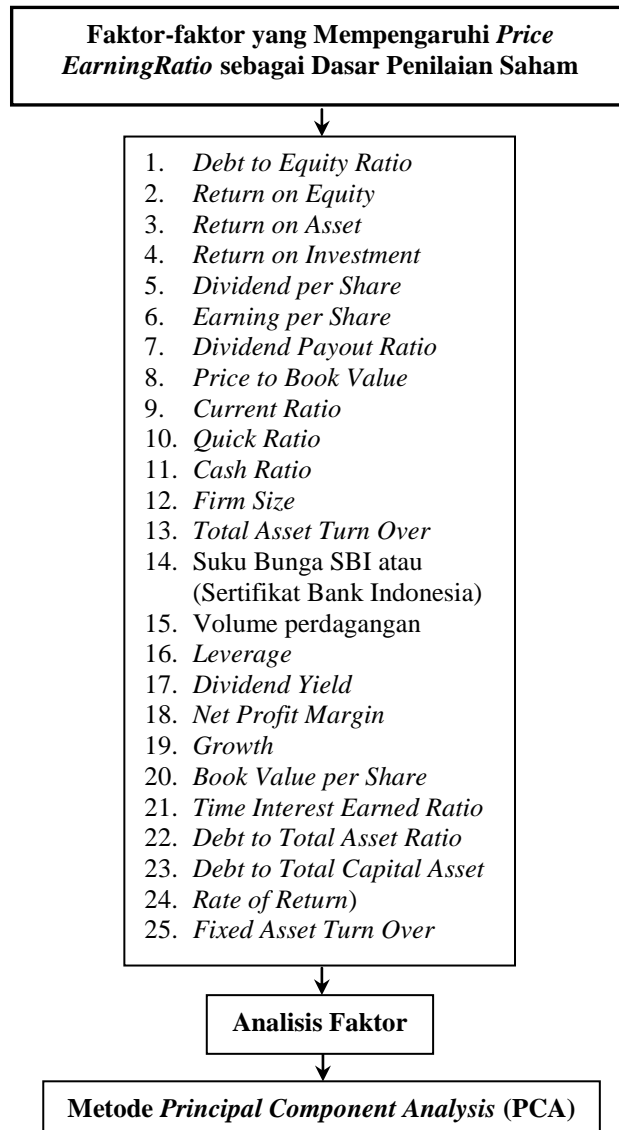 Faktor-faktor yang Mempengaruhi Price
EarningRatio sebagai Dasar Penilaian Saham
1. Debt to Equity Ratio
2. Return on Equity
3. Return on Asset
4. Return on Investment
5. Dividend per Share
6. Earning per Share
7. Dividend Payout Ratio
8. Price to Book Value
9. Current Ratio
10. Quick Ratio
11. Cash Ratio
12. Firm Size
13. Total Asset Turn Over
14. Suku Bunga SBI atau
(Sertifikat Bank Indonesia)
15. Volume perdagangan
16. Leverage
17. Dividend Yield
18. Net Profit Margin
19. Growth
20. Book Value per Share
21. Time Interest Earned Ratio
22. Debt to Total Asset Ratio
23. Debt to Total Capital Asset
24. Rate of Return)
25. Fixed Asset Turn Over
Analisis Faktor
Metode Principal Component Analysis (PCA)